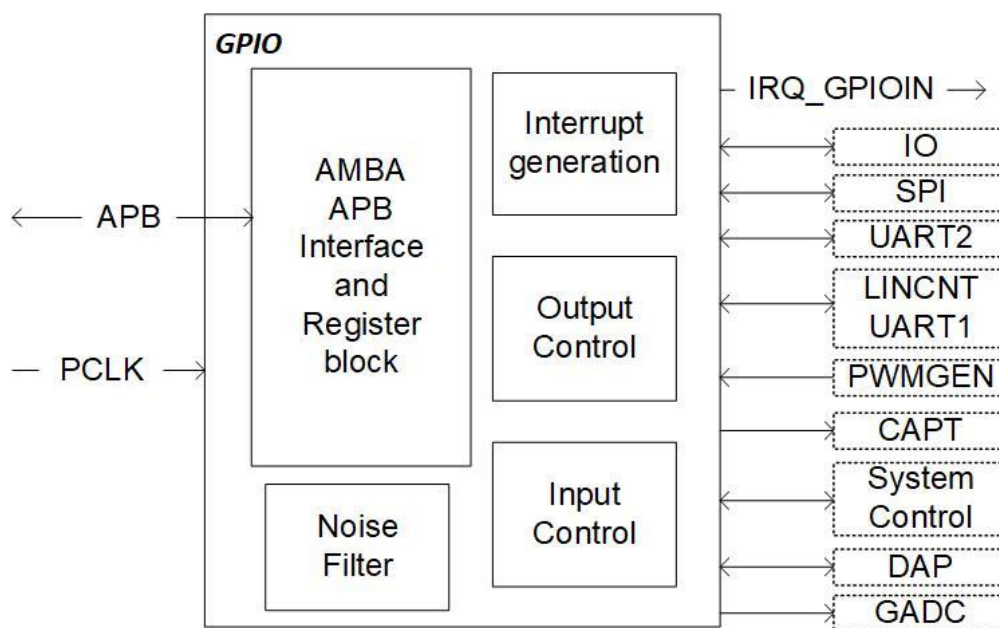 GPIO
AMBA
APB
Interface
and
Register
block
Interrupt
generation
Output
Control
Input
Control
Noise
Filter
APB
PCLK
IRQ_GPIOIN
IO
SPI
UART2
LINCNT
UART1
PWMGEN
CAPT
System
Control
DAP
GADC